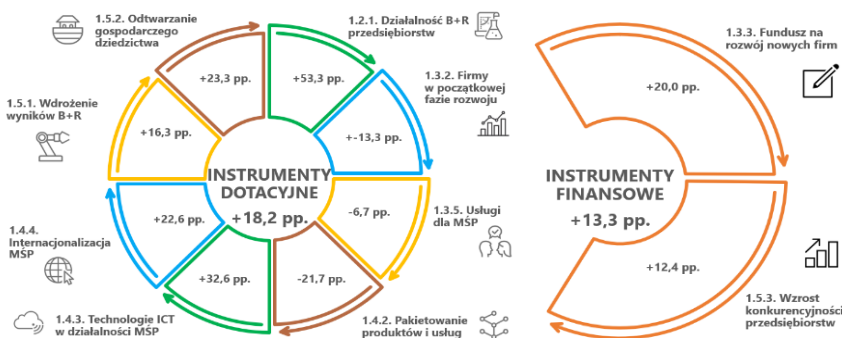 1.5.2. Odtwarzanie
gospodarczego
dziedzictwa
1.2.1. Działalność B+R
przedsiębiorstw
1.3.3. Fundusz na
rozwój nowych firm
+23,3 pp.
+53,3 pp.
1.3.2. Firmy
w początkowej
fazie rozwoju
+20,0 pp.
1.5.1. Wdrożenie
wyników B+R
+16,3 pp.
+-13,3 pp.
INSTRUMENTY
DOTACYJNE
+18,2 pp.
INSTRUMENTY
FINANSOWE
+13,3 pp.
1.4.4.
Internacjonalizacja
MŚP
+22,6 pp.
-6,7 pp.
1.3.5. Usługi
dla MŚP
+32,6 pp.
-21,7 pp.
+12,4 pp.
1.4.3. Technologie ICT
w działalności MŚP
1.4.2. Pakietowanie
produktów i usług
1.5.3. Wzrost
konkurencyjności
przedsiębiorstw